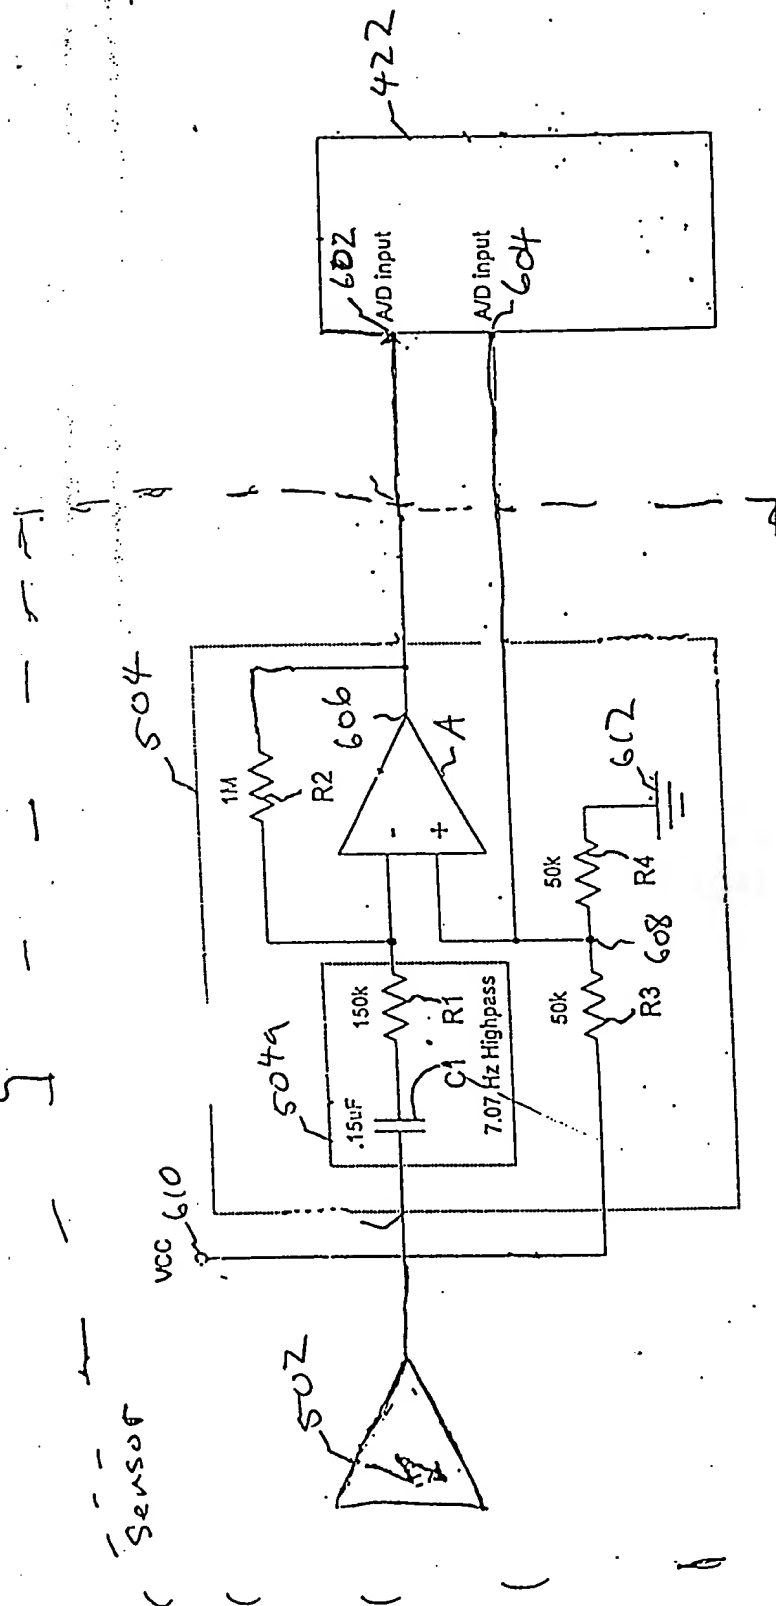 Sensor
502
VCC 610
504a
504
.15uF
C1
150k
R1
7.07 Hz Highpass
1M
R2
-
+
606
A
50k
R3
608
50k
R4
612
602
A/D input
A/D input
604
422